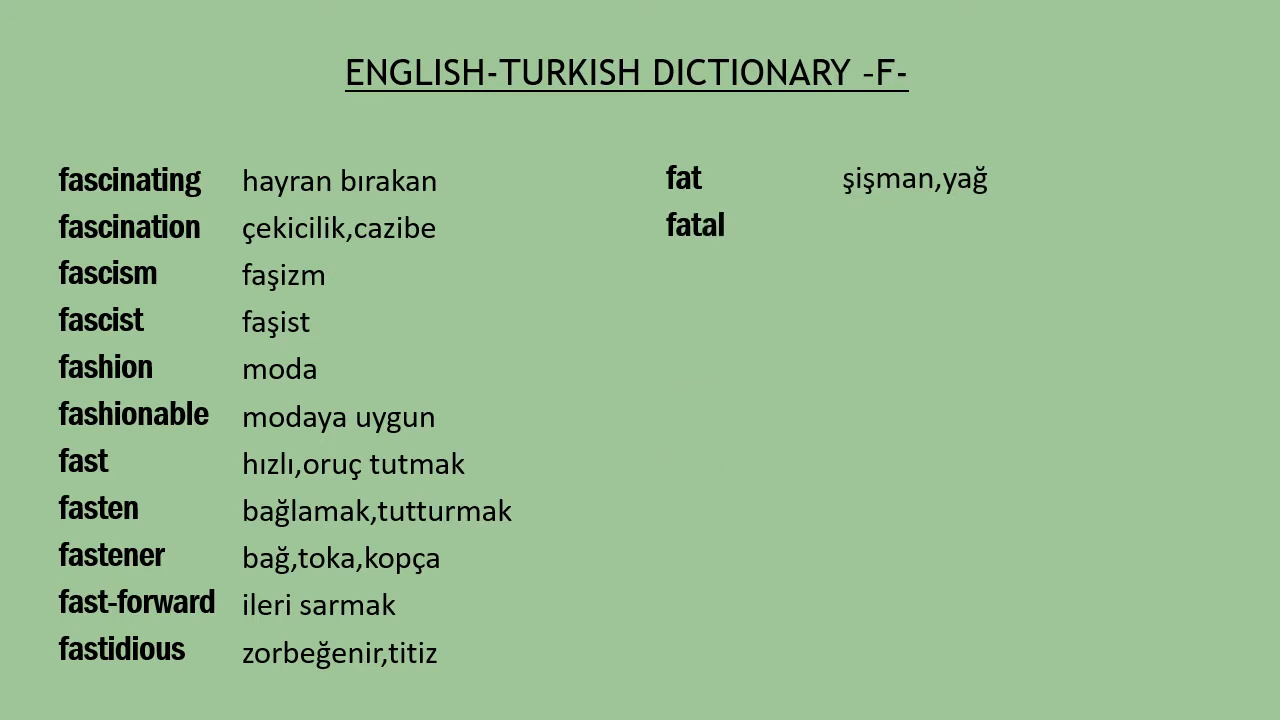 ENGLISH-TURKISH DICTIONARY –F-
fascinating hayran bırakan
fascination çekicilik,cazibe
fascism faşizm
fascist faşist
fashion moda
fashionable modaya uygun
fast hızlı,oruç tutmak
fasten bağlamak,tutturmak
fastener bağ,toka,kopça
fast-forward ileri sarmak
fastidious zorbeğenir,titiz
fat şişman,yağ
fatal